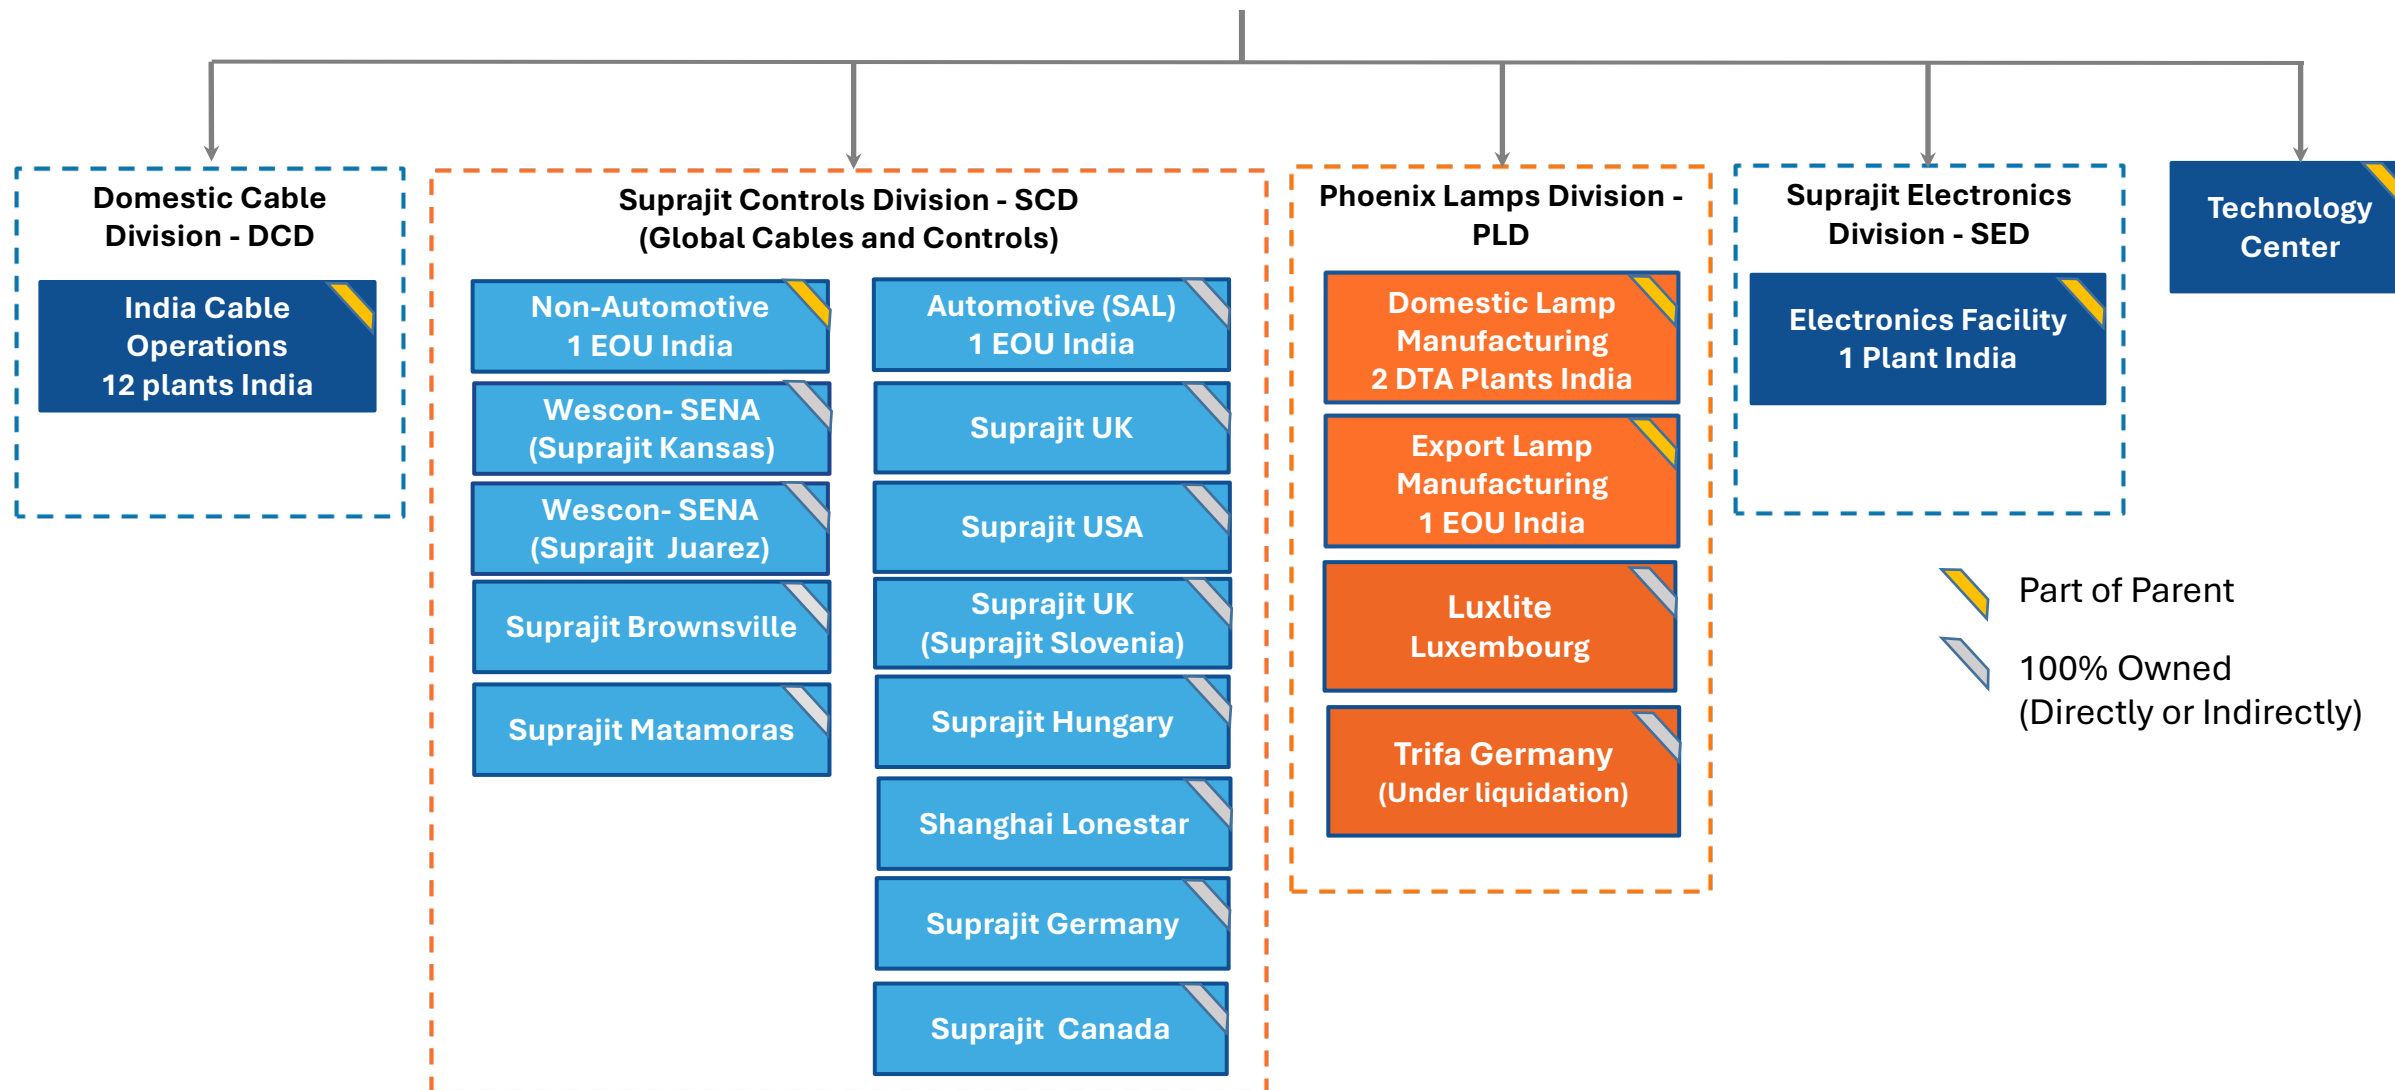 Domestic Cable
Division - DCD
India Cable
Operations
12 plants India
Suprajit Controls Division - SCD
(Global Cables and Controls)
Non-Automotive
1 EOU India
Wescon- SENA
(Suprajit Kansas)
Wescon- SENA
(Suprajit  Juarez)
Suprajit Brownsville
Suprajit Matamoras
Automotive (SAL)
1 EOU India
Suprajit UK
Suprajit USA
Suprajit UK
(Suprajit Slovenia)
Suprajit Hungary
Shanghai Lonestar
Suprajit Germany
Suprajit  Canada
Phoenix Lamps Division -
PLD
Domestic Lamp
Manufacturing
2 DTA Plants India
Export Lamp
Manufacturing
1 EOU India
Luxlite
Luxembourg
Trifa Germany
(Under liquidation)
Suprajit Electronics
Division - SED
Electronics Facility
1 Plant India
Technology
Center
Part of Parent
100% Owned
(Directly or Indirectly)